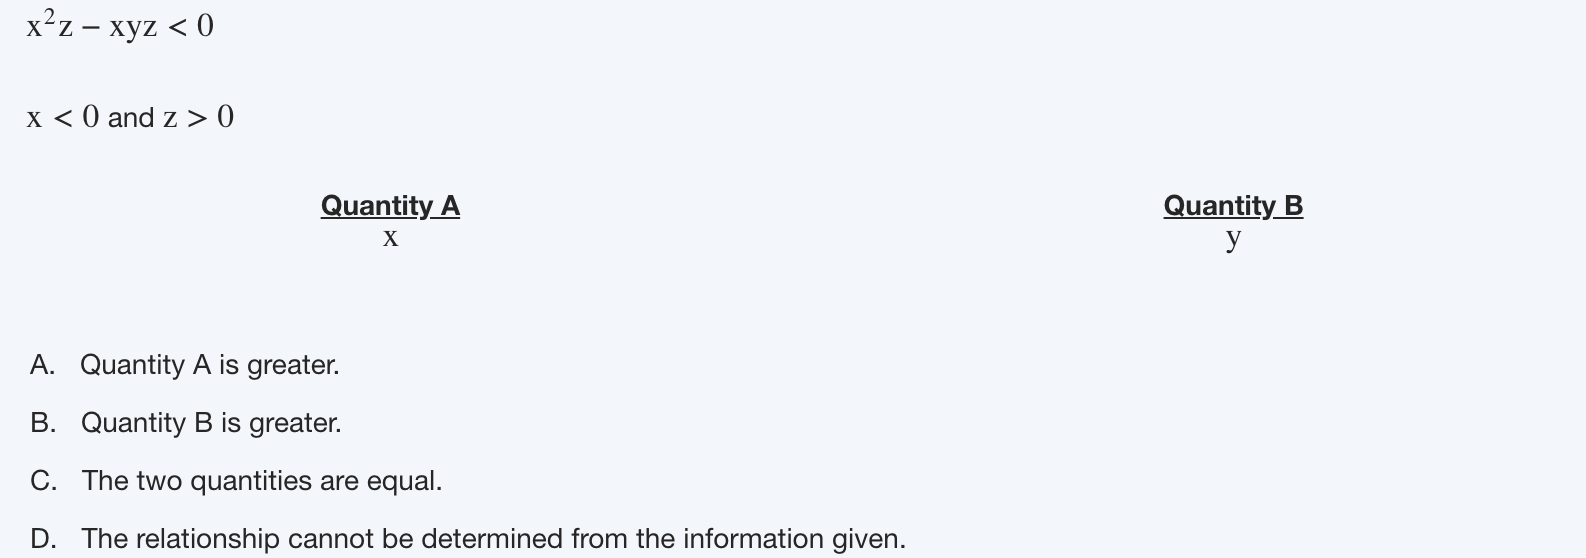 x²z – xyz < 0
x < 0 and z > 0
Quantity A Quantity B
x y
A. Quantity A is greater.
B. Quantity B is greater.
C. The two quantities are equal.
D. The relationship cannot be determined from the information given.